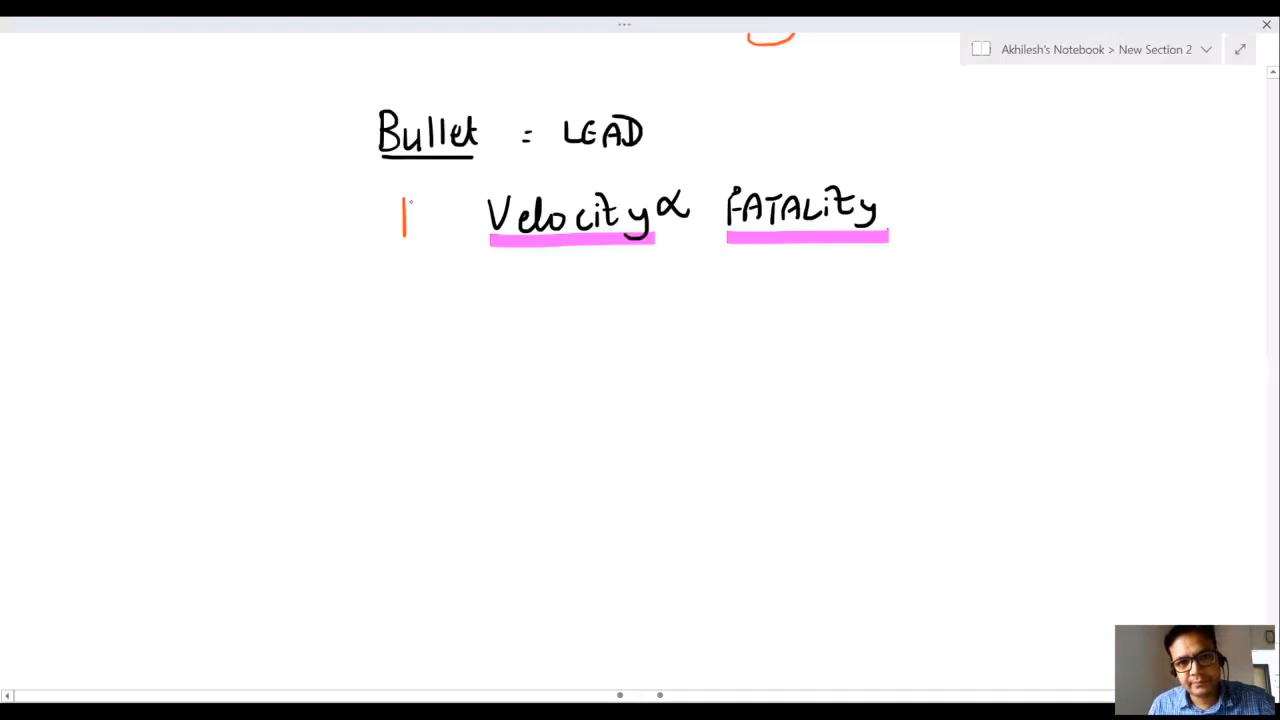 Akhilesh's Notebook > New Section 2
Bullet = LEAD
Velocity ∝ FATALity